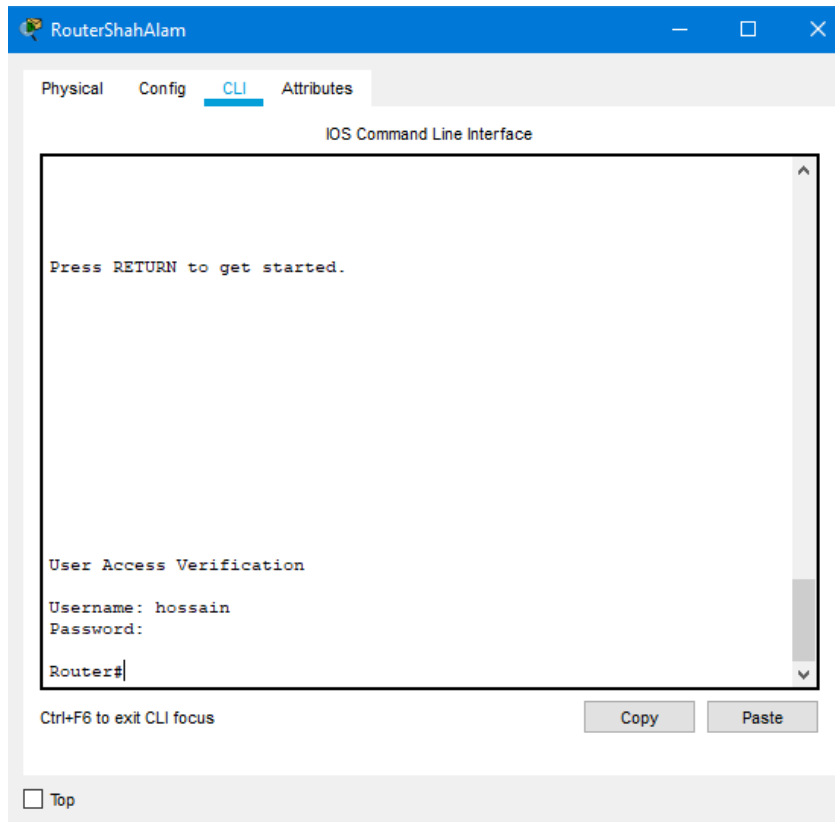 RouterShahAlam
Physical Config CLI Attributes
IOS Command Line Interface
Press RETURN to get started.
User Access Verification
Username: hossain
Password:
Router#
Ctrl+F6 to exit CLI focus
Copy Paste
Top